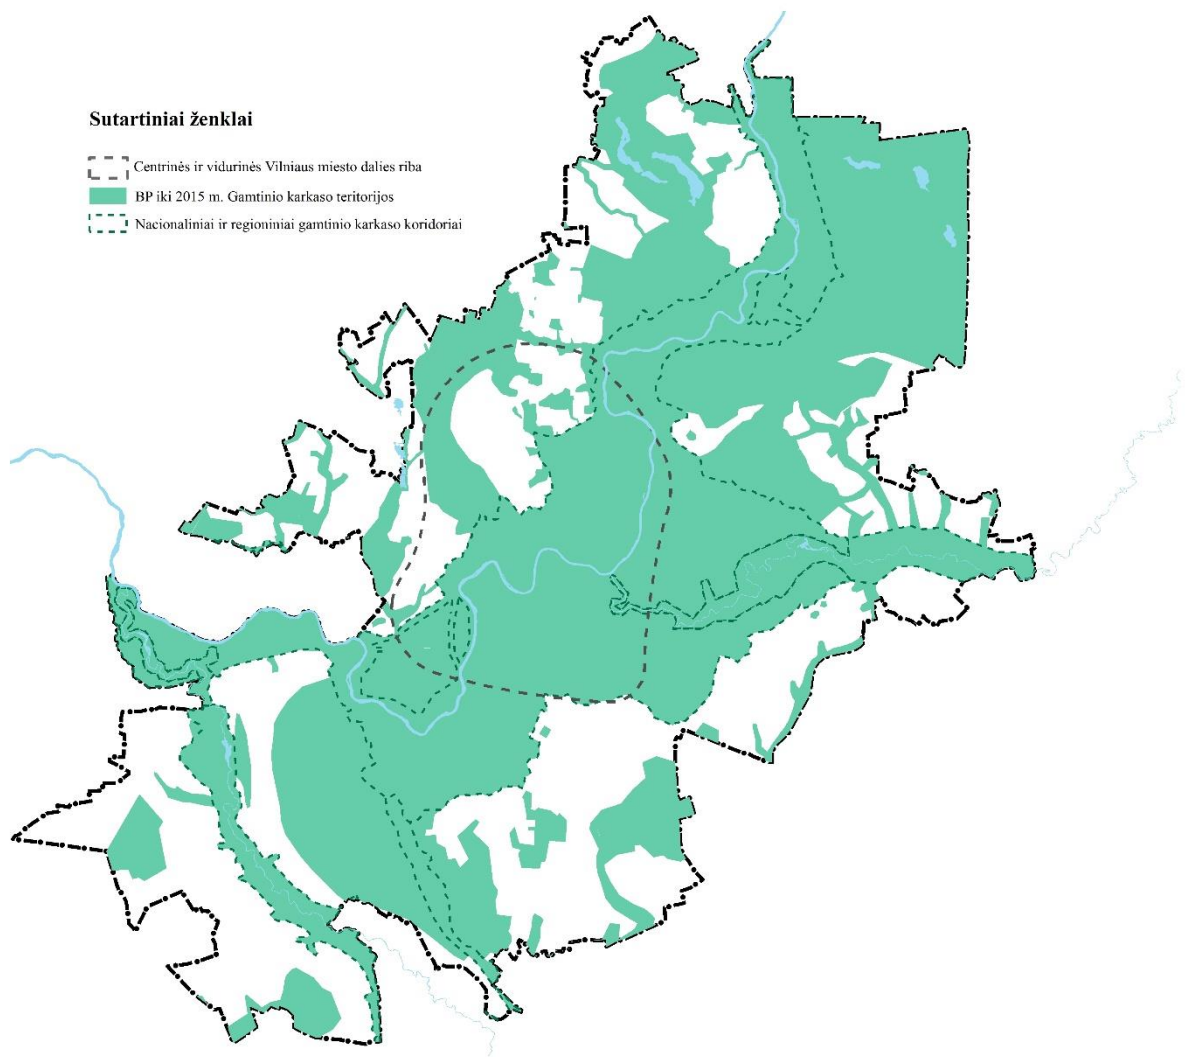 Sutartiniai ženklai
Centrinės ir vidurinės Vilniaus miesto dalies riba
BP iki 2015 m. Gamtinio karkaso teritorijos
Nacionaliniai ir regioniniai gamtinio karkaso koridoriai